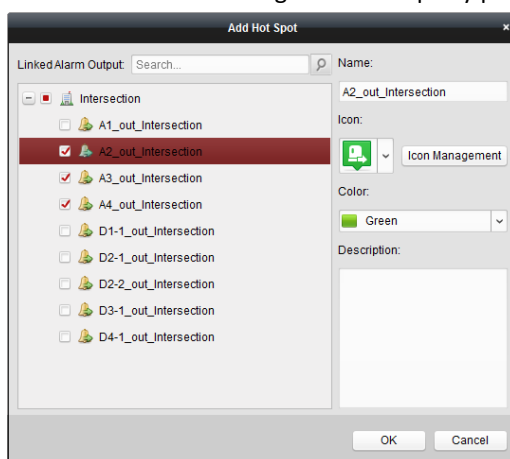 Add Hot Spot
×
Linked Alarm Output: Search...
Intersection
A1_out_Intersection
A2_out_Intersection
A3_out_Intersection
A4_out_Intersection
D1-1_out_Intersection
D2-1_out_Intersection
D2-2_out_Intersection
D3-1_out_Intersection
D4-1_out_Intersection
Name:
A2_out_Intersection
Icon:
Icon Management
Color:
Green
Description:
OK Cancel